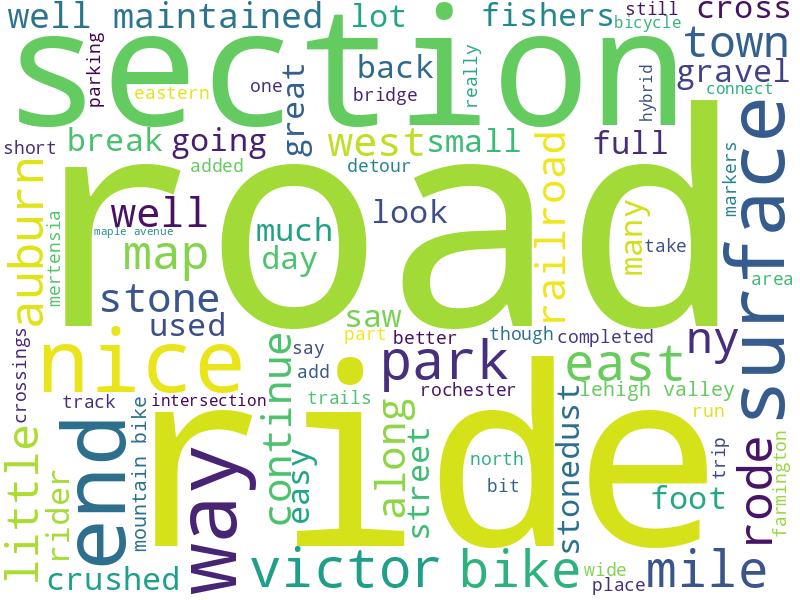 well maintained
lot
fishers
still
bicycle
cross
section
parking
eastern
one
great
back
bridge
really
hybrid
town
gravel
connect
short
break
going
added
west
small
detour
full
railroad
markers
surface
road
auburn
mertensia
well
maple avenue
map
much
day
look
many
take
area
stone
used
saw
nice
crossings
part
better
though
completed
ny
say
add
park
east
continue
track
intersection
trails
rochester
lehigh valley
run
little
rider
end
mountain bike
way
ride
easy
along
street
north
bit
stonedust
foot
trip
rode
farmington
crushed
victor
bike
wide
place
mile